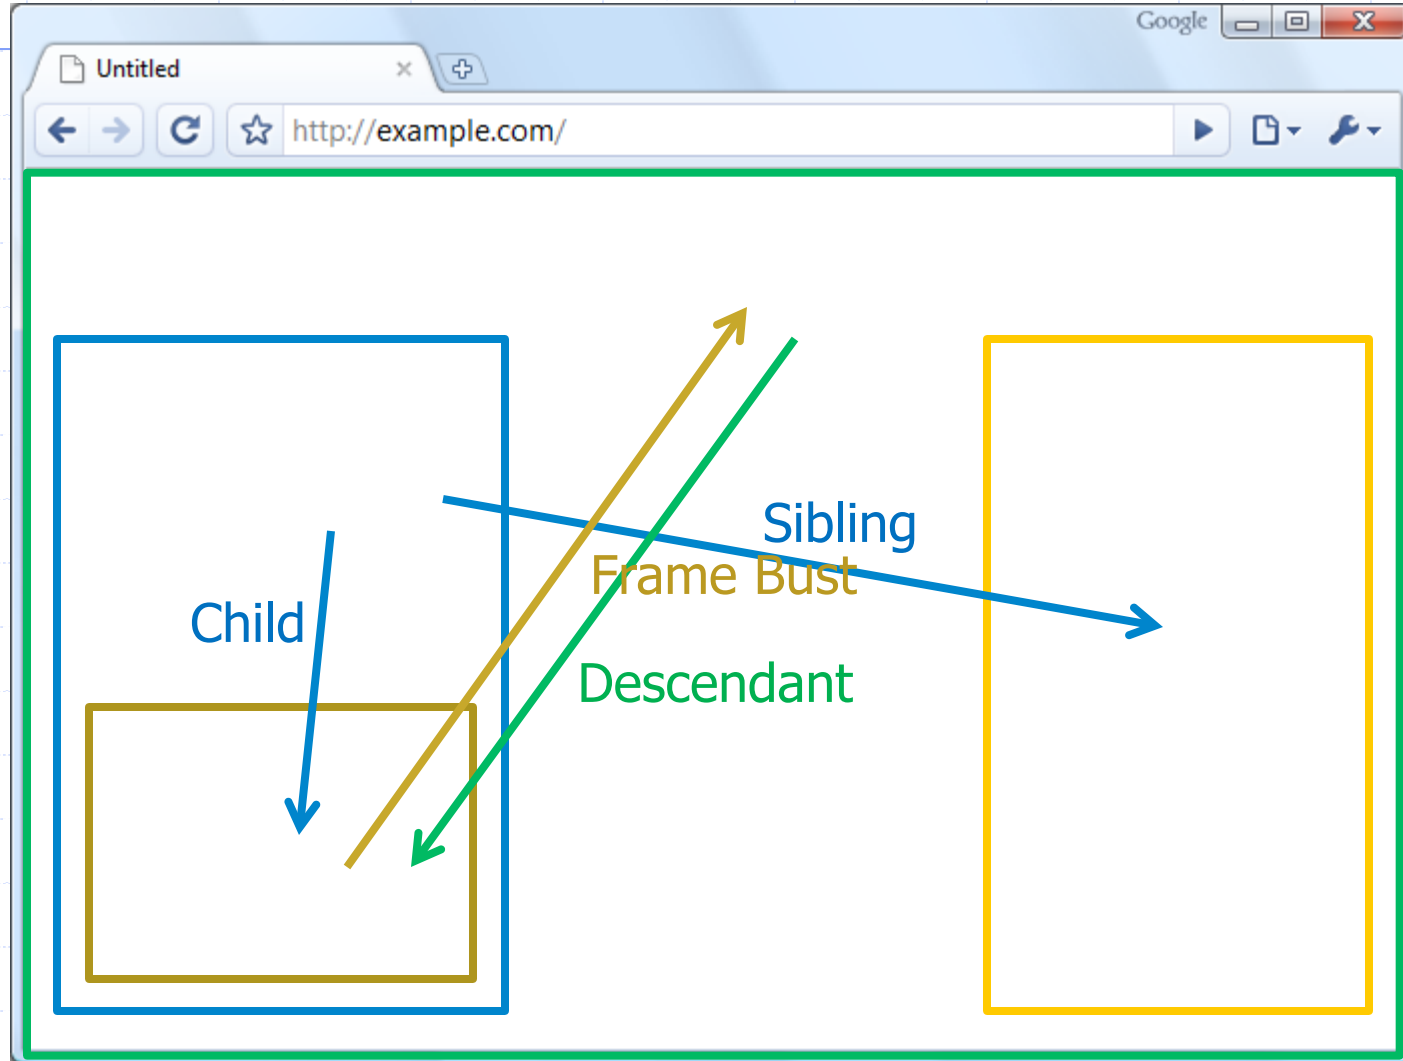 Google
Untitled
http://example.com/
Sibling
Frame Bust
Child
Descendant